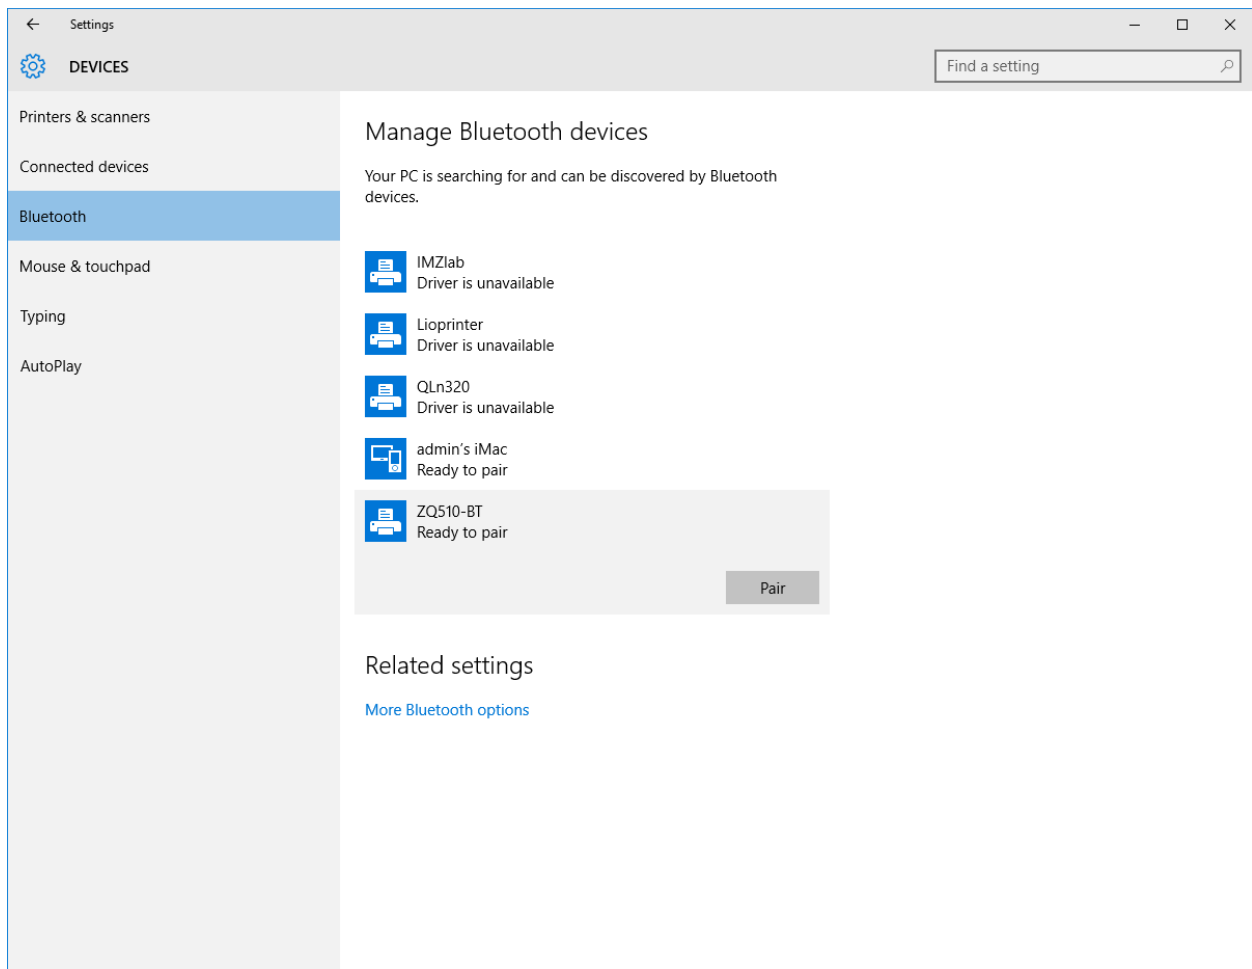 Settings
DEVICES
Find a setting
Printers & scanners
Connected devices
Bluetooth
Mouse & touchpad
Typing
AutoPlay
Manage Bluetooth devices
Your PC is searching for and can be discovered by Bluetooth
devices.
IMZlab
Driver is unavailable
Lioprinter
Driver is unavailable
QLn320
Driver is unavailable
admin's iMac
Ready to pair
ZQ510-BT
Ready to pair
Pair
Related settings
More Bluetooth options